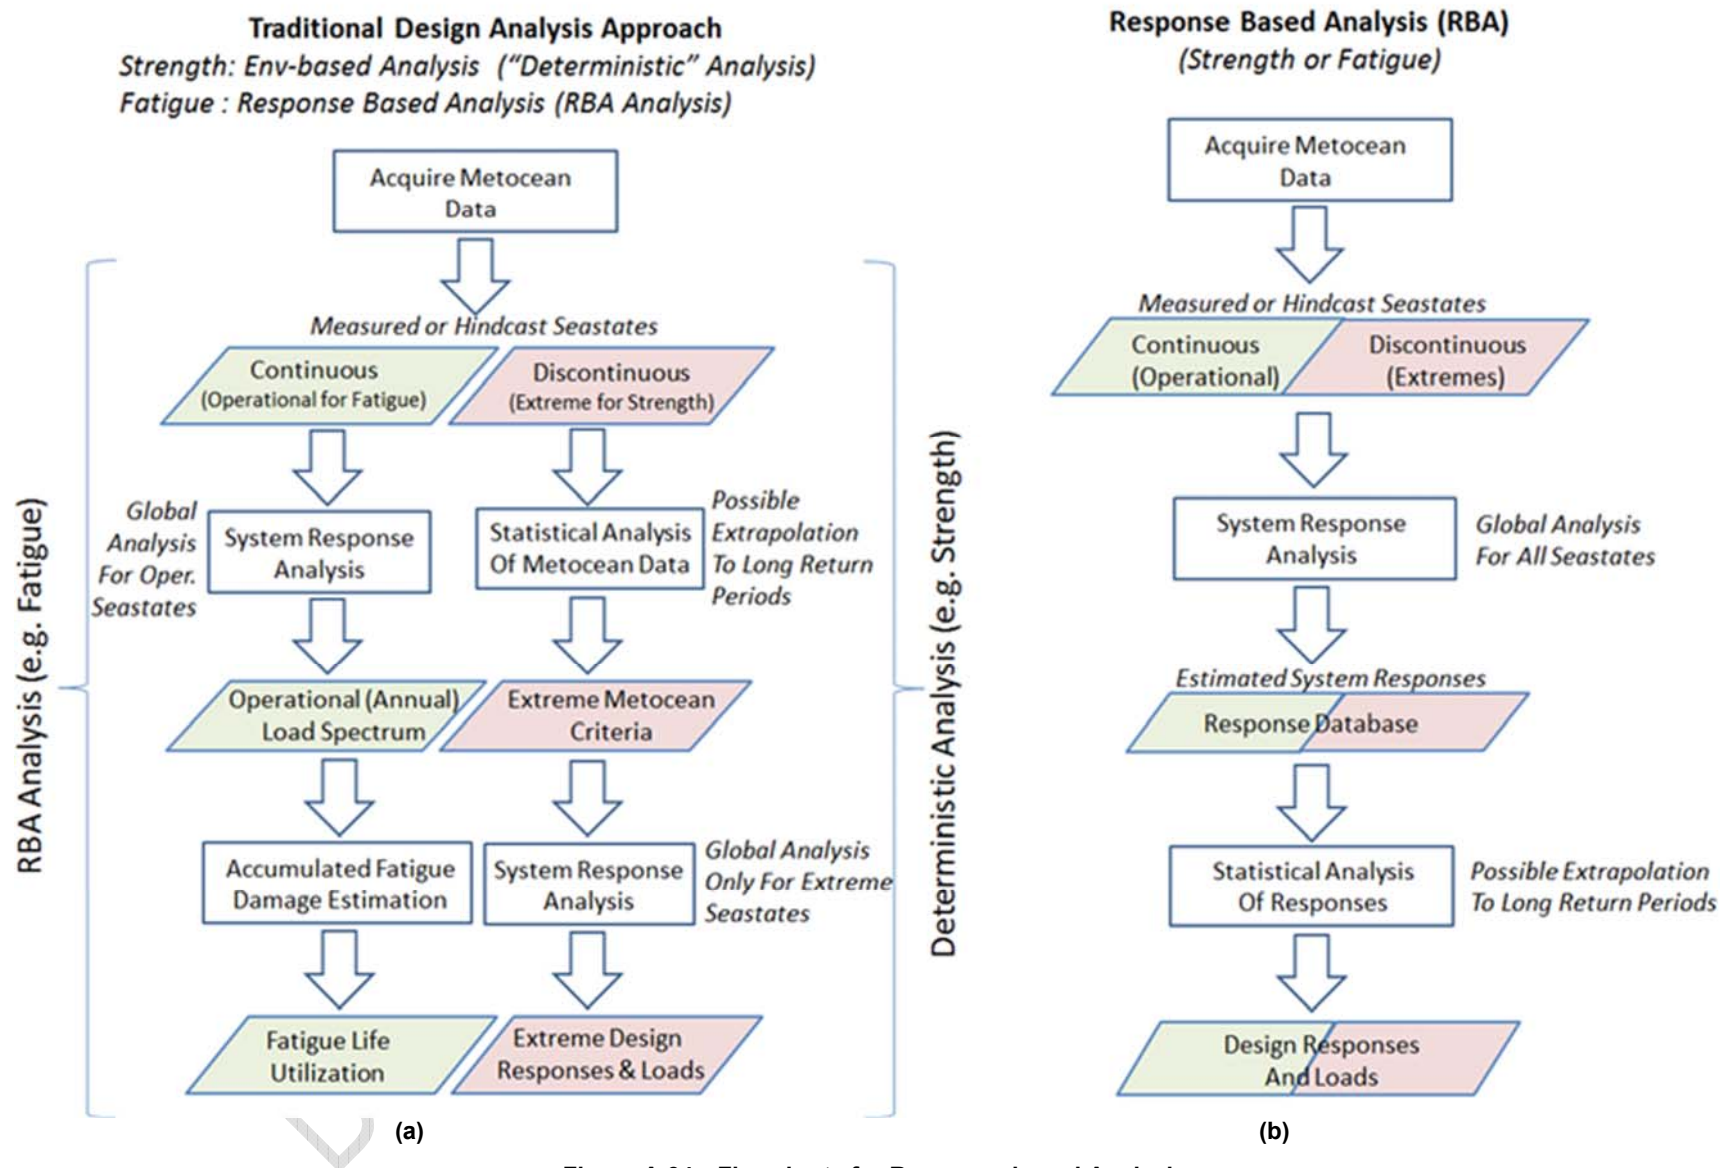 Traditional Design Analysis Approach
Strength: Env-based Analysis (“Deterministic” Analysis)
Fatigue : Response Based Analysis (RBA Analysis)
Acquire Metocean
Data
Measured or Hindcast Seastates
Continuous
(Operational for Fatigue)
Discontinuous
(Extreme for Strength)
Global
Analysis
For Oper.
Seastates
System Response
Analysis
Statistical Analysis
Of Metocean Data
Possible
Extrapolation
To Long Return
Periods
Operational (Annual)
Load Spectrum
Extreme Metocean
Criteria
Accumulated Fatigue
Damage Estimation
System Response
Analysis
Global Analysis
Only For Extreme
Seastates
Fatigue Life
Utilization
Extreme Design
Responses & Loads
RBA Analysis (e.g. Fatigue)
Deterministic Analysis (e.g. Strength)
(a)
Response Based Analysis (RBA)
(Strength or Fatigue)
Acquire Metocean
Data
Measured or Hindcast Seastates
Continuous
(Operational)
Discontinuous
(Extremes)
System Response
Analysis
Global Analysis
For All Seastates
Estimated System Responses
Response Database
Statistical Analysis
Of Responses
Possible Extrapolation
To Long Return Periods
Design Responses
And Loads
(b)